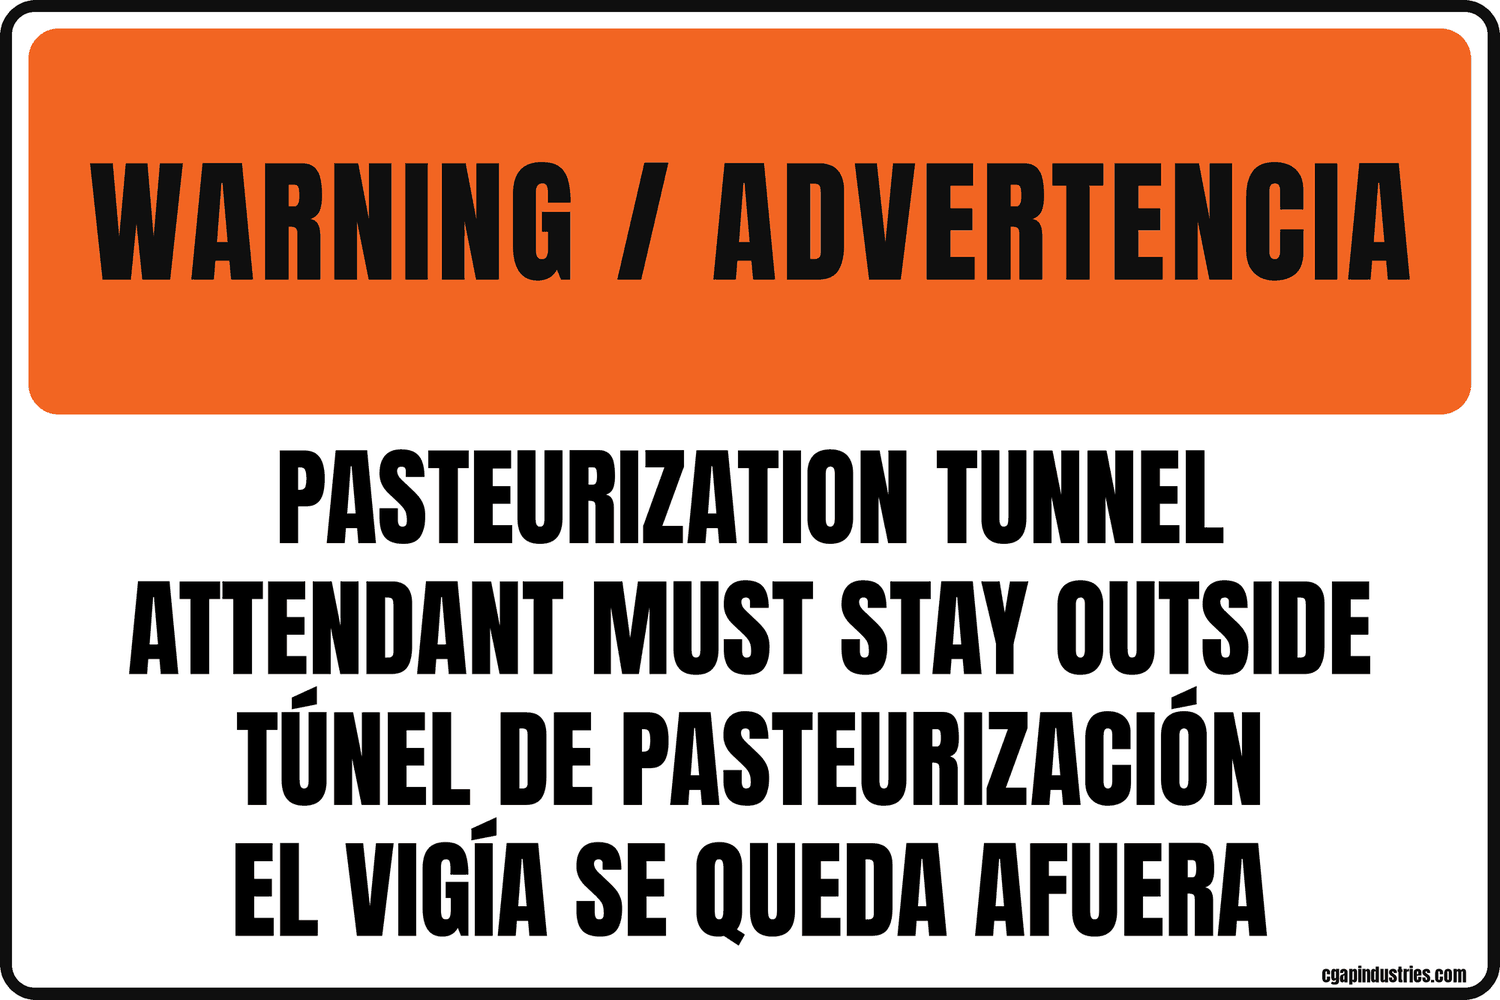 WARNING / ADVERTENCIA
PASTEURIZATION TUNNEL
ATTENDANT MUST STAY OUTSIDE
TÚNEL DE PASTEURIZACIÓN
EL VIGÍA SE QUEDA AFUERA
cgapindustries.com